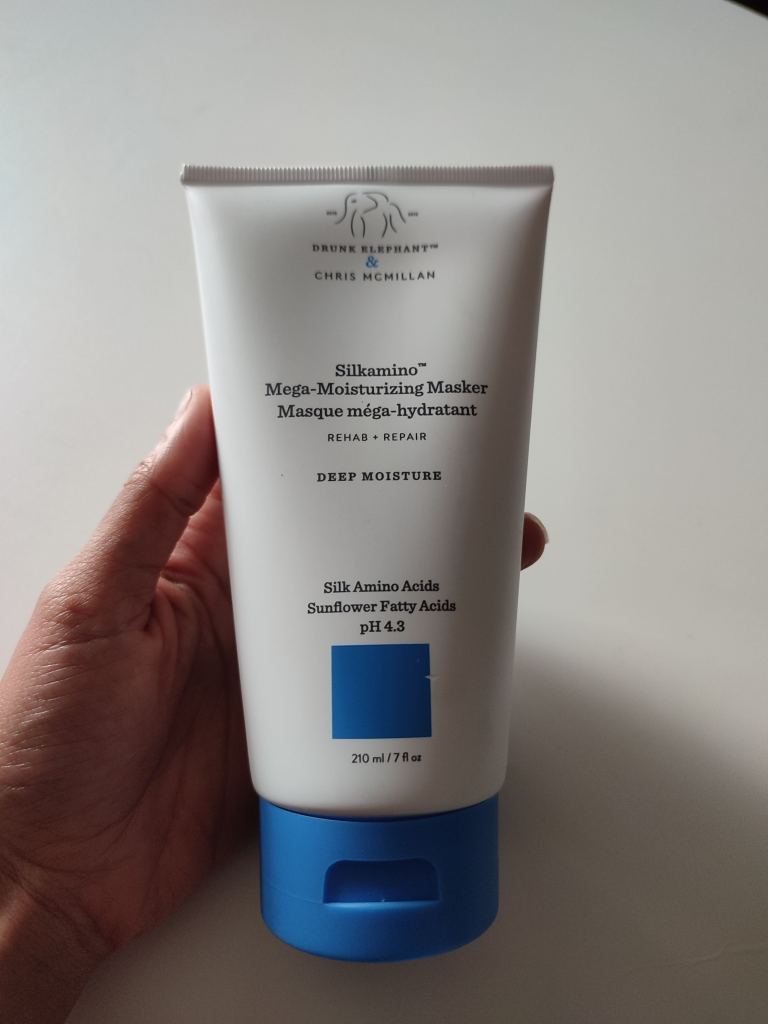 DRUNK ELEPHANT™
&
CHRIS MCMILLAN
Silkamino™
Mega-Moisturizing Masker
Masque méga-hydratant
REHAB + REPAIR
DEEP MOISTURE
Silk Amino Acids
Sunflower Fatty Acids
pH 4.3
210 ml / 7 fl oz